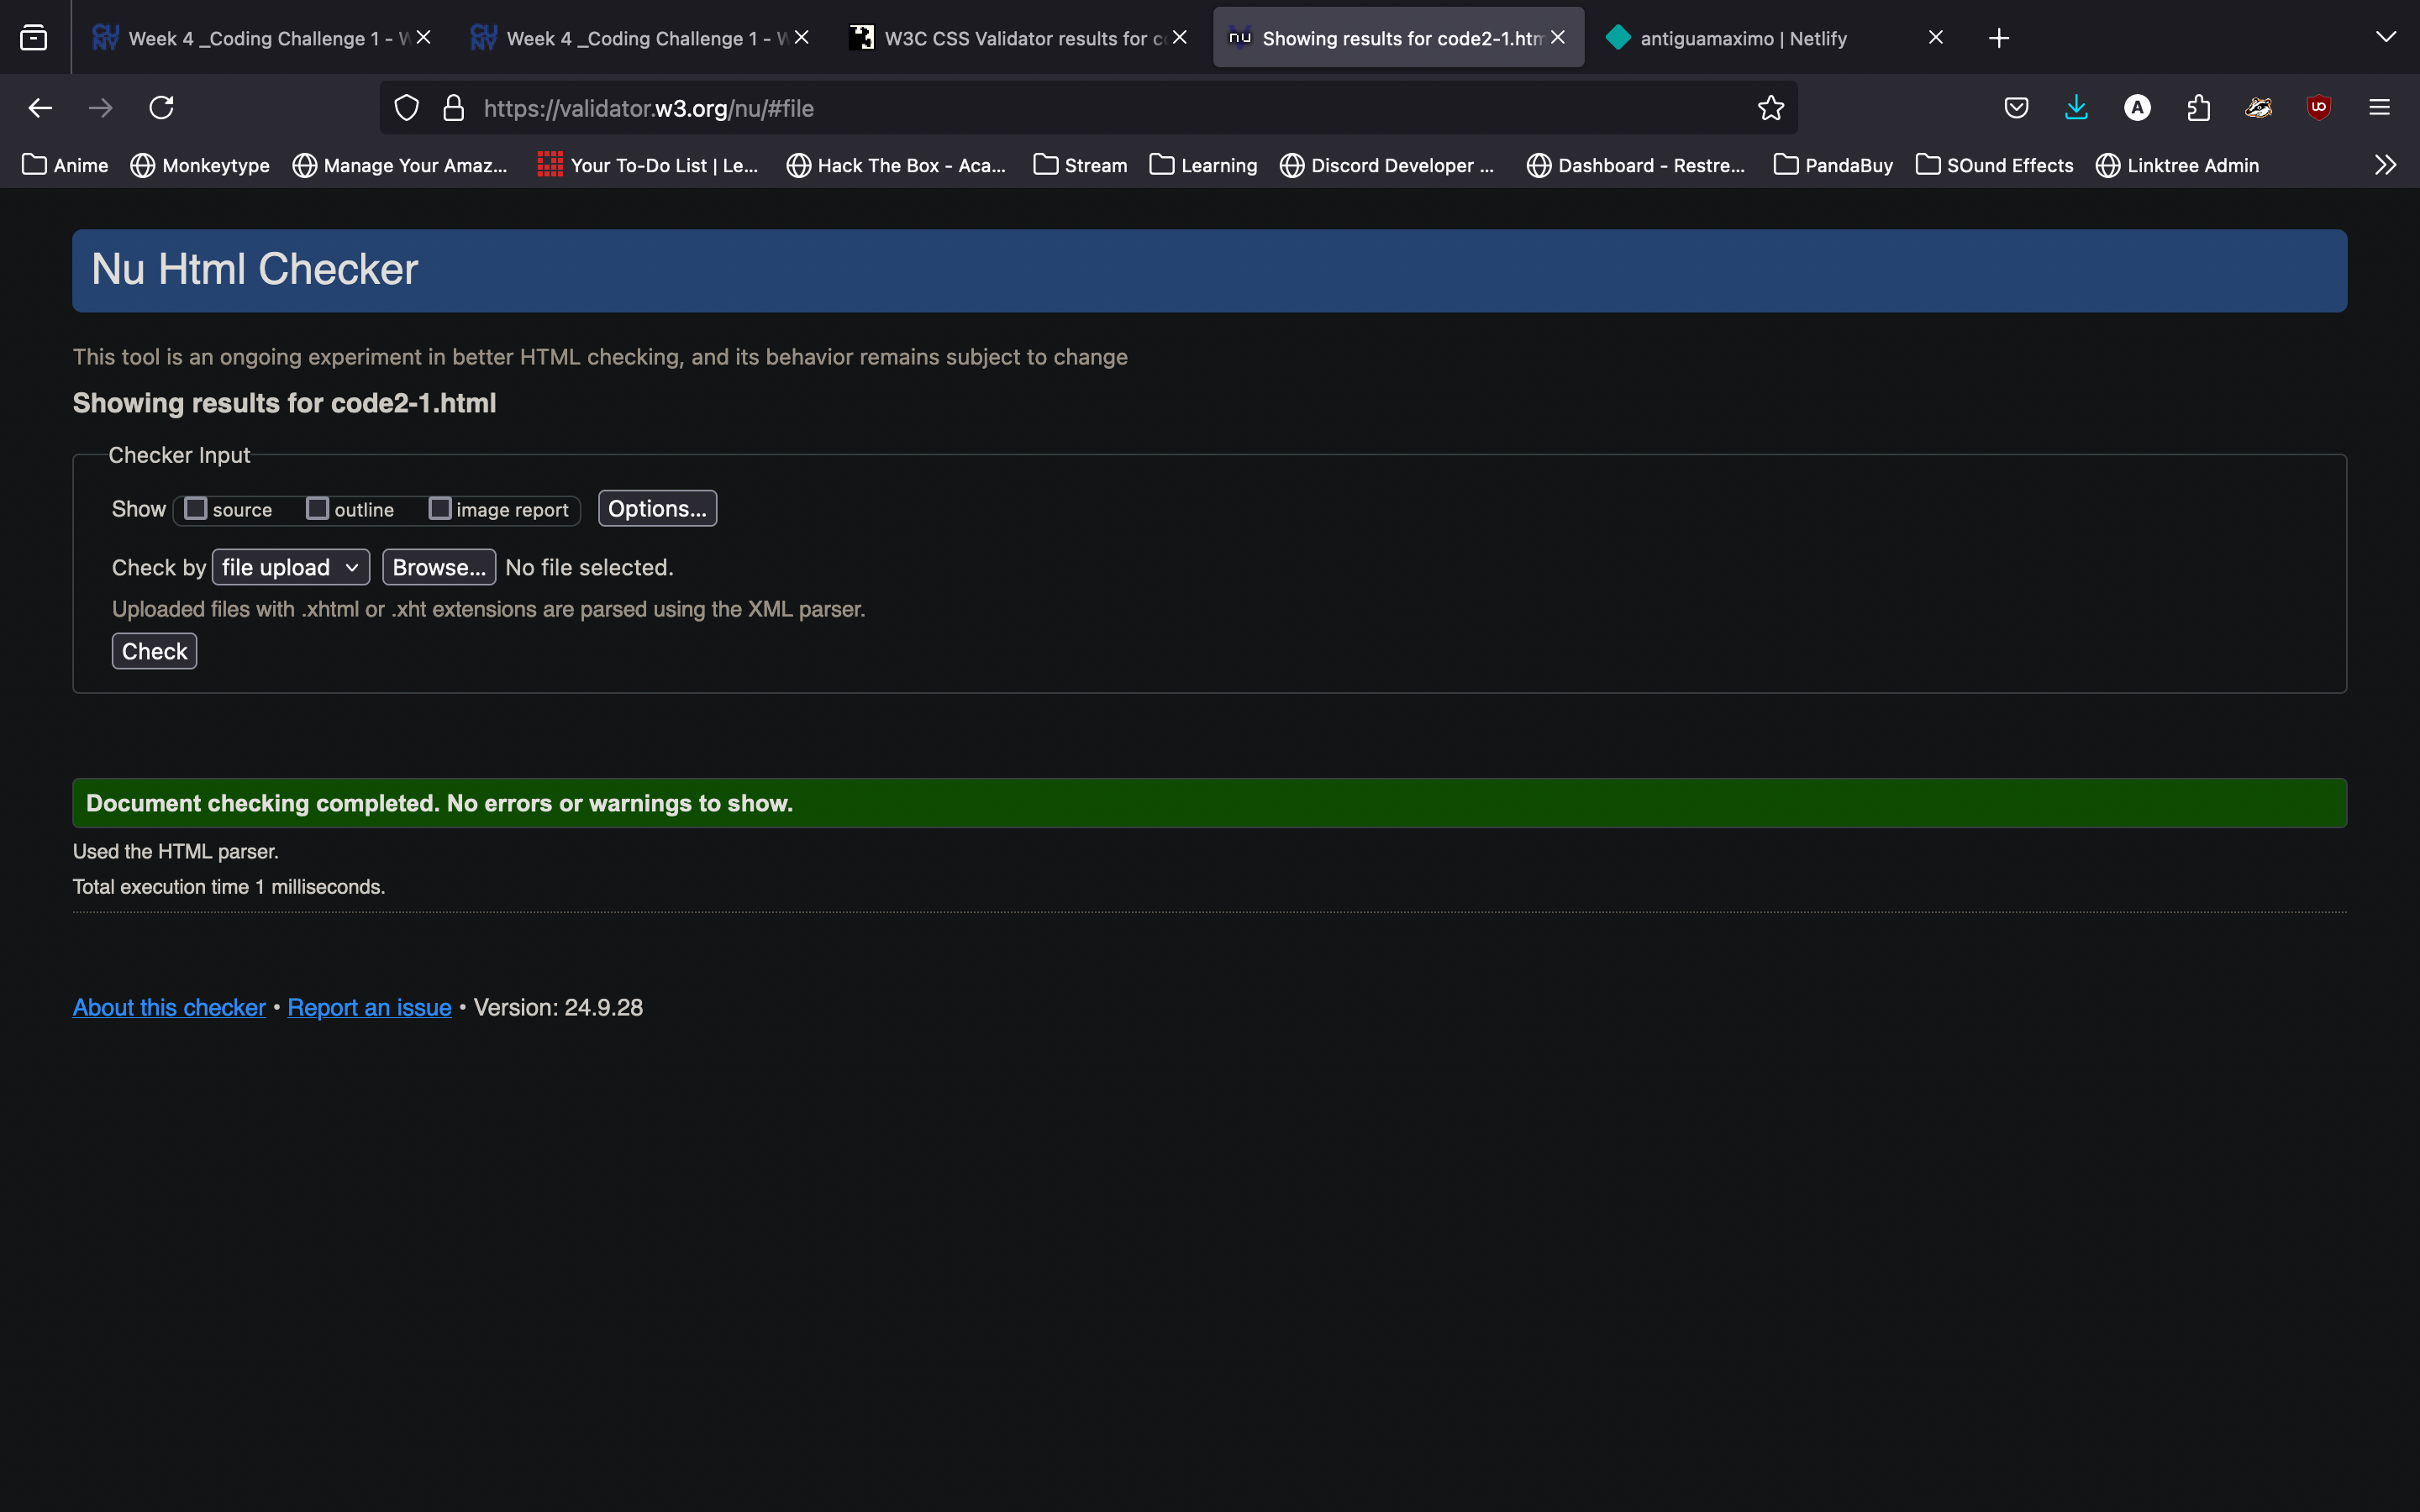 Week 4 _Coding Challenge 1 - W
Week 4 _Coding Challenge 1 - W
W3C CSS Validator results for co
nu Showing results for code2-1.htm
antiguamaximo | Netlify
https://validator.w3.org/nu/#file
Anime
Monkeytype
Manage Your Amaz...
Your To-Do List | Le...
Hack The Box - Aca...
Stream
Learning
Discord Developer ...
Dashboard - Restre...
PandaBuy
SOund Effects
Linktree Admin
Nu Html Checker
This tool is an ongoing experiment in better HTML checking, and its behavior remains subject to change
Showing results for code2-1.html
Checker Input
Show source outline image report Options...
Check by file upload Browse... No file selected.
Uploaded files with .xhtml or .xht extensions are parsed using the XML parser.
Check
Document checking completed. No errors or warnings to show.
Used the HTML parser.
Total execution time 1 milliseconds.
About this checker • Report an issue • Version: 24.9.28